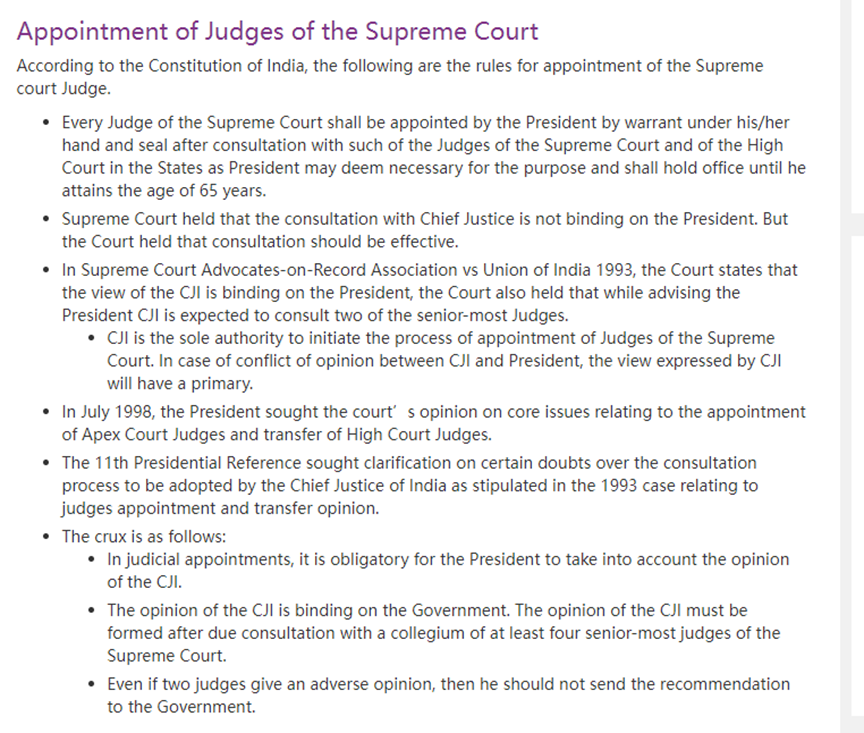 Appointment of Judges of the Supreme Court
According to the Constitution of India, the following are the rules for appointment of the Supreme
court Judge.
• Every Judge of the Supreme Court shall be appointed by the President by warrant under his/her
hand and seal after consultation with such of the Judges of the Supreme Court and of the High
Court in the States as President may deem necessary for the purpose and shall hold office until he
attains the age of 65 years.
• Supreme Court held that the consultation with Chief Justice is not binding on the President. But
the Court held that consultation should be effective.
• In Supreme Court Advocates-on-Record Association vs Union of India 1993, the Court states that
the view of the CJI is binding on the President, the Court also held that while advising the
President CJI is expected to consult two of the senior-most Judges.
• CJI is the sole authority to initiate the process of appointment of Judges of the Supreme
Court. In case of conflict of opinion between CJI and President, the view expressed by CJI
will have a primary.
• In July 1998, the President sought the court’ s opinion on core issues relating to the appointment
of Apex Court Judges and transfer of High Court Judges.
• The 11th Presidential Reference sought clarification on certain doubts over the consultation
process to be adopted by the Chief Justice of India as stipulated in the 1993 case relating to
judges appointment and transfer opinion.
• The crux is as follows:
• In judicial appointments, it is obligatory for the President to take into account the opinion
of the CJI.
• The opinion of the CJI is binding on the Government. The opinion of the CJI must be
formed after due consultation with a collegium of at least four senior-most judges of the
Supreme Court.
• Even if two judges give an adverse opinion, then he should not send the recommendation
to the Government.